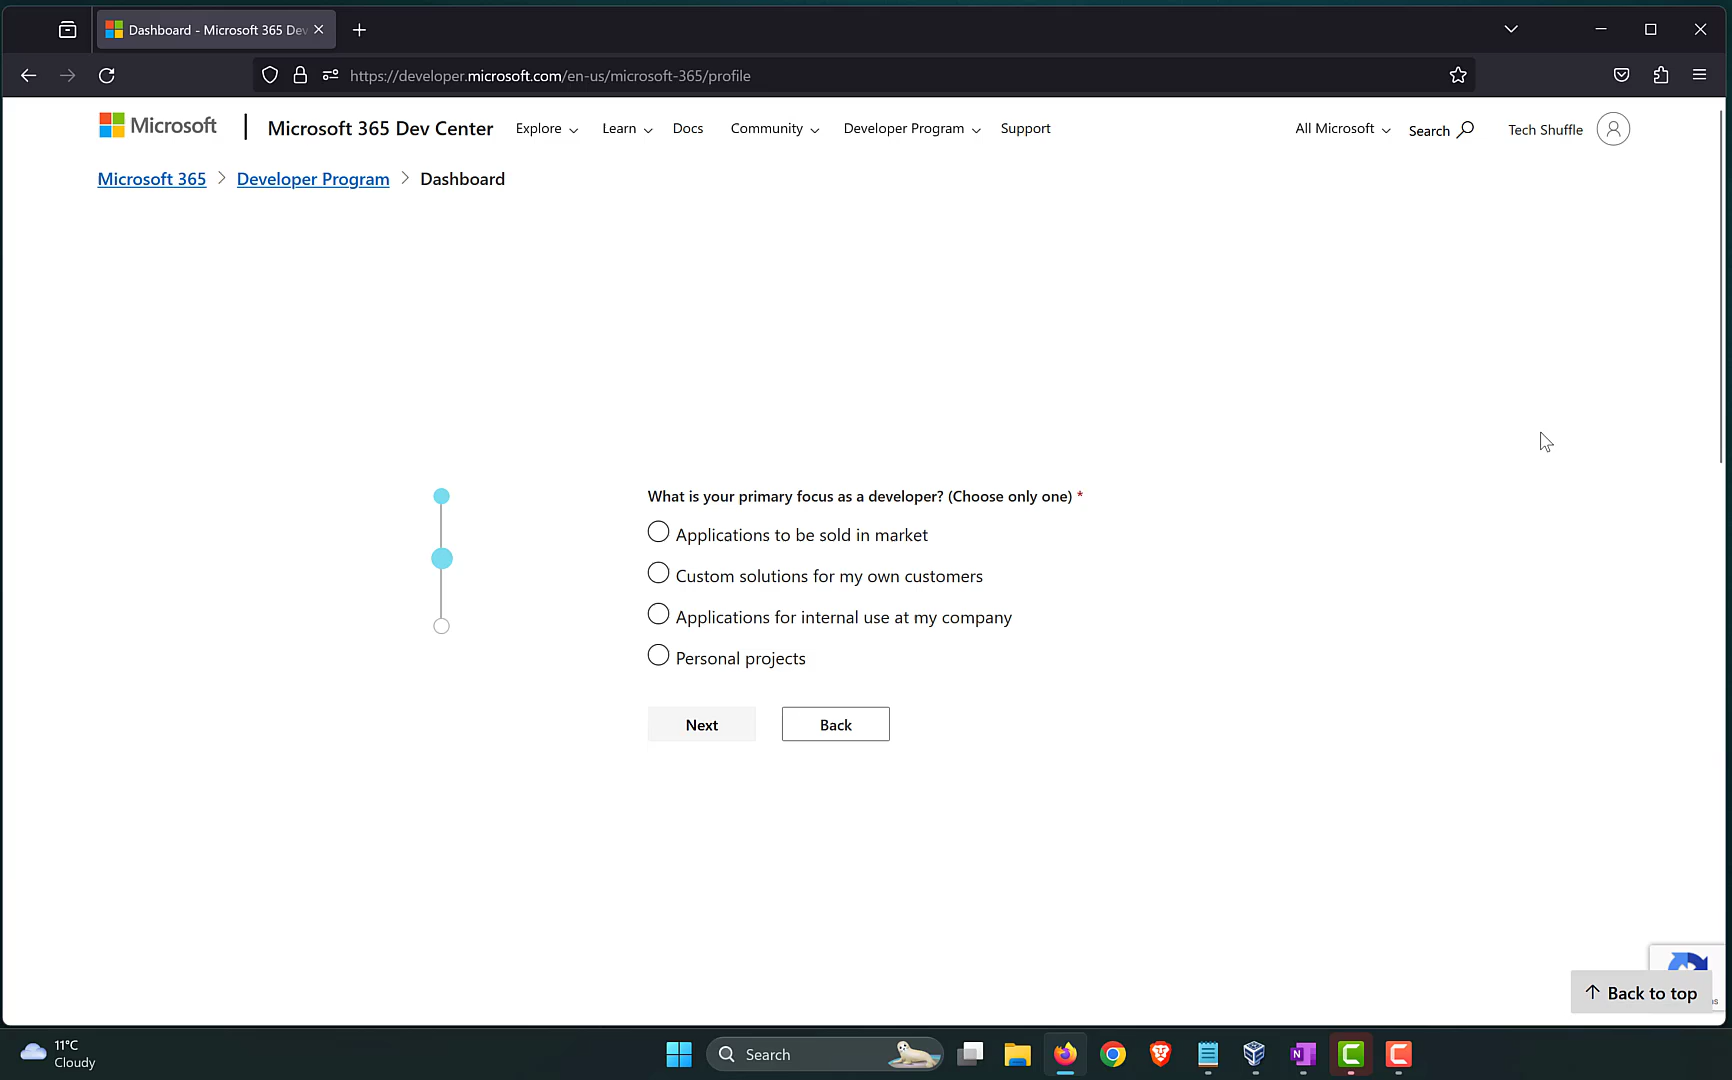 Dashboard - Microsoft 365 Dev
https://developer.microsoft.com/en-us/microsoft-365/profile
Microsoft
Microsoft 365 Dev Center
Explore
Learn
Docs
Community
Developer Program
Support
All Microsoft
Search
Tech Shuffle
Microsoft 365 > Developer Program > Dashboard
What is your primary focus as a developer? (Choose only one) *
Applications to be sold in market
Custom solutions for my own customers
Applications for internal use at my company
Personal projects
Next
Back
Back to top
11°C
Cloudy
Search